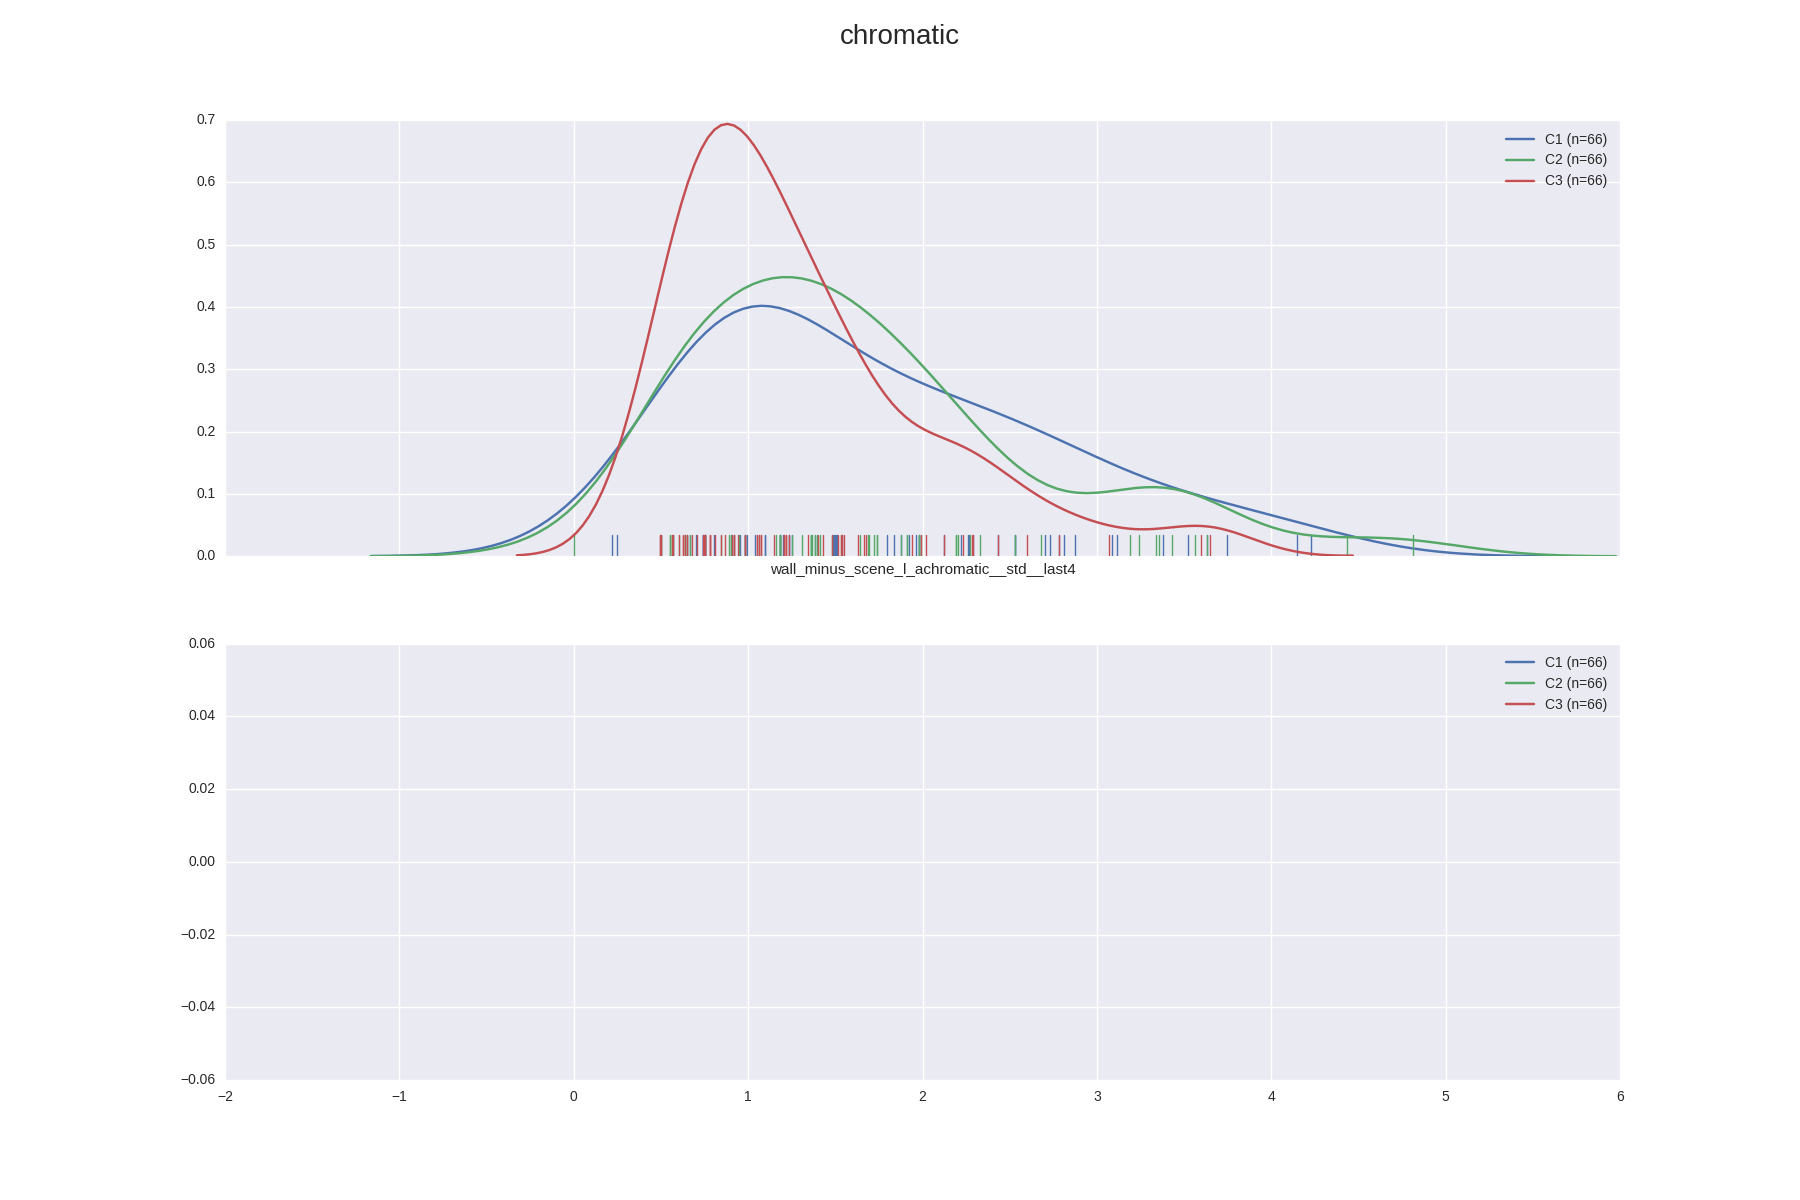 chromatic
0.7
0.6
0.5
0.4
0.3
0.2
0.1
0.0
C1 (n=66)
C2 (n=66)
C3 (n=66)
wall_minus_scene_l_achromatic__std__last4
0.06
0.04
0.02
0.00
−0.02
−0.04
−0.06
C1 (n=66)
C2 (n=66)
C3 (n=66)
−2 −1 0 1 2 3 4 5 6